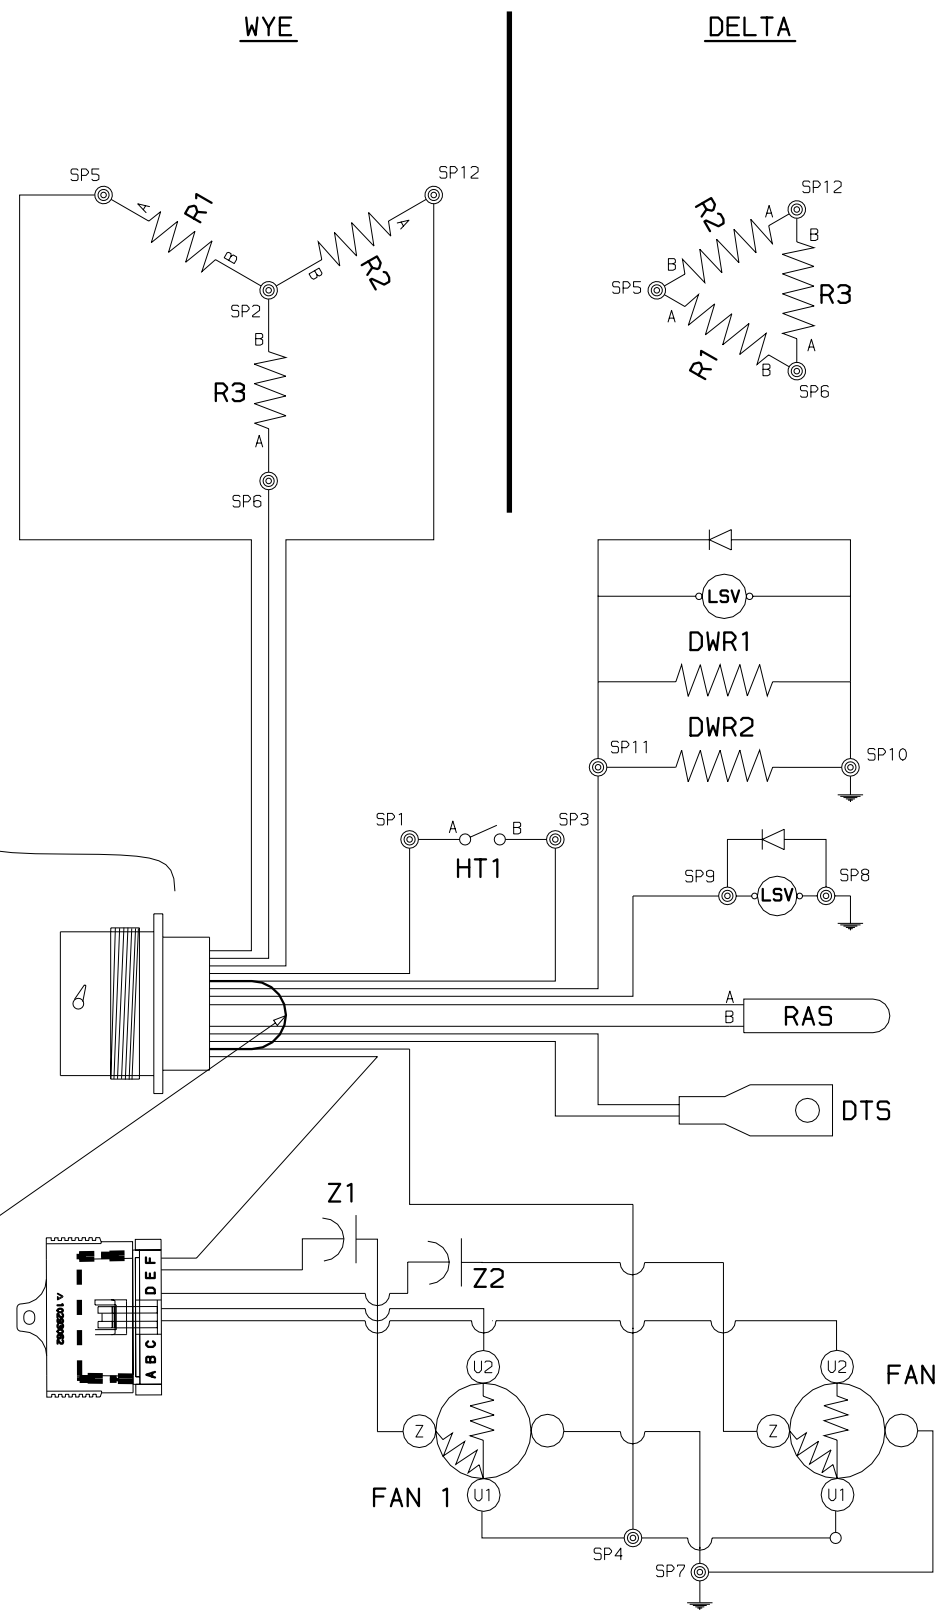 WYE
DELTA
SP5
SP12
A
R1
B
A
R2
B
SP2
B
R3
A
SP6
SP12
R2
A
B
B
SP5
R3
A
A
R1
B
SP6
LSV
DWR1
DWR2
SP11
SP10
SP1
A
B
SP3
HT1
SP9
SP8
LSV
A
B
RAS
DTS
Z1
Z2
D E F
A B C
10293062
U2
U2
FAN
Z
Z
FAN 1
U1
U1
SP4
SP7